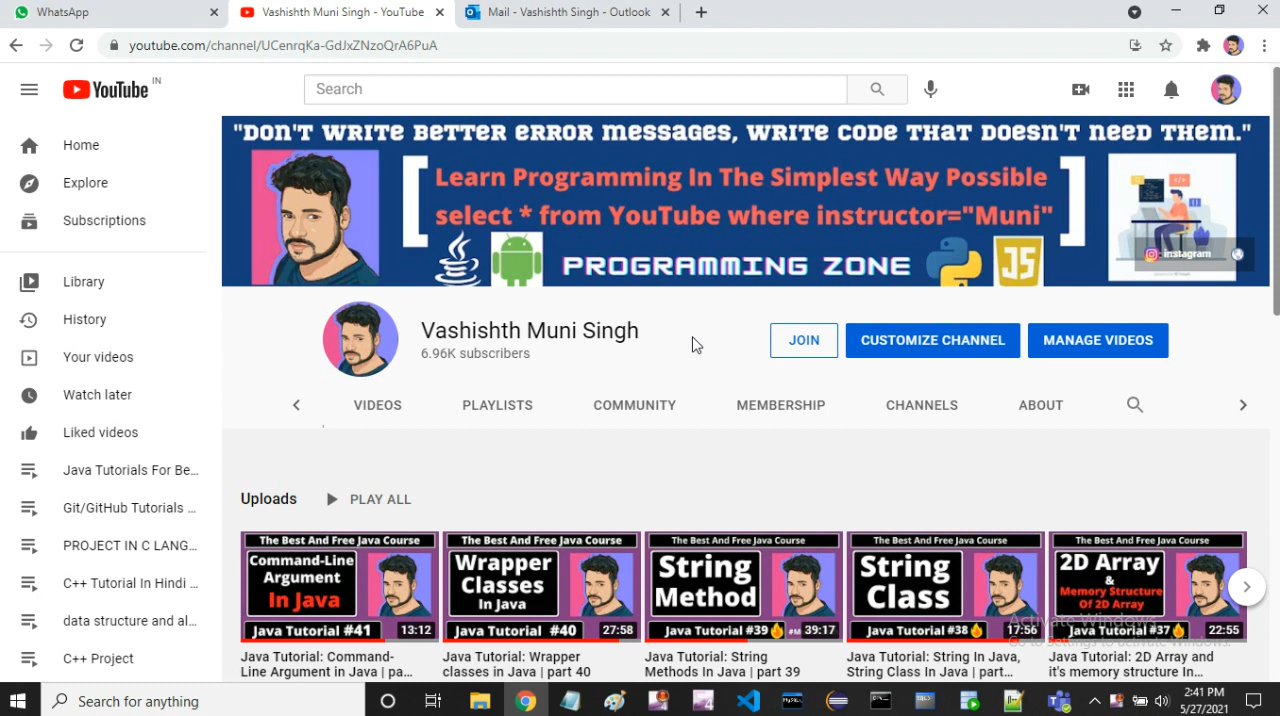 WhatsApp
Vashishth Muni Singh - YouTube
Mail - Vashishth Singh - Outlook
youtube.com/channel/UCenrqKa-GdJxZNzoQrA6PuA
YouTube IN
Search
Home
Explore
Subscriptions
Library
History
Your videos
Watch later
Liked videos
Java Tutorials For Be...
Git/GitHub Tutorials ...
PROJECT IN C LANG...
C++ Tutorial In Hindi ...
data structure and al...
C++ Project
"DON'T WRITE BETTER ERROR MESSAGES, WRITE CODE THAT DOESN'T NEED THEM."
Learn Programming In The Simplest Way Possible
select * from YouTube where instructor="Muni"
PROGRAMMING ZONE
JS
instagram
Vashishth Muni Singh
6.96K subscribers
JOIN
CUSTOMIZE CHANNEL
MANAGE VIDEOS
VIDEOS
PLAYLISTS
COMMUNITY
MEMBERSHIP
CHANNELS
ABOUT
Uploads
PLAY ALL
The Best And Free Java Course
Command-Line
Argument
In Java
Java Tutorial #41
13:12
Java Tutorial: Command-
Line Argument in Java | pa...
The Best And Free Java Course
Wrapper
Classes
In Java
Java Tutorial #40
27:58
Java Tutorial: Wrapper
classes in Java | part 40
The Best And Free Java Course
String
Method
Java Tutorial #39 #M
39:17
Java Tutorial: String
Methods In Java | part 39
The Best And Free Java Course
String
Class
Java Tutorial #38
17:56
Java Tutorial: String In Java,
String Class In Java | part...
The Best And Free Java Course
2D Array
&
Memory Structure
Of 2D Array
Java Tutorial #37
22:55
Java Tutorial: 2D Array and
it's memory structure In...
Activate Windows
Go to Settings to activate Windows.
Search for anything
2:41 PM
5/27/2021